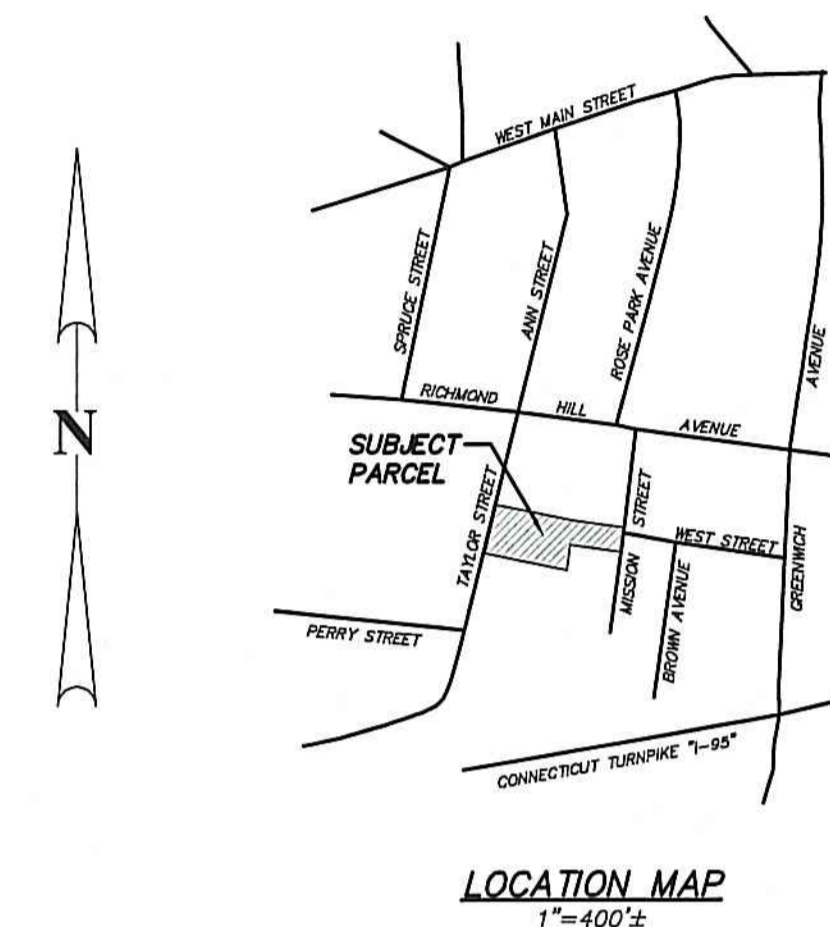 WEST MAIN STREET
SPRUCE STREET
ANN STREET
ROSE PARK AVENUE
AVENUE
RICHMOND HILL AVENUE
N
SUBJECT
PARCEL
TAYLOR STREET
STREET
WEST STREET
MISSION
BROWN AVENUE
GREENWICH
PERRY STREET
CONNECTICUT TURNPIKE "I-95"
LOCATION MAP
1"=400'±